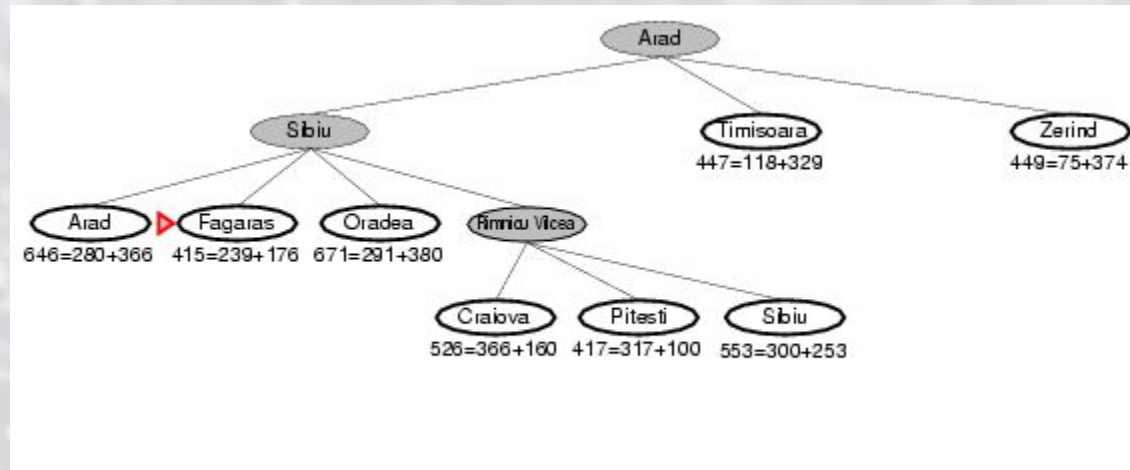 Arad
Sibiu
Timisoara
Zerind
447=118+329
449=75+374
Arad
Fagaras
Oradea
Rimnicu Vilcea
646=280+366
415=239+176
671=291+380
Craiova
Pitesti
Sibiu
526=366+160
417=317+100
553=300+253